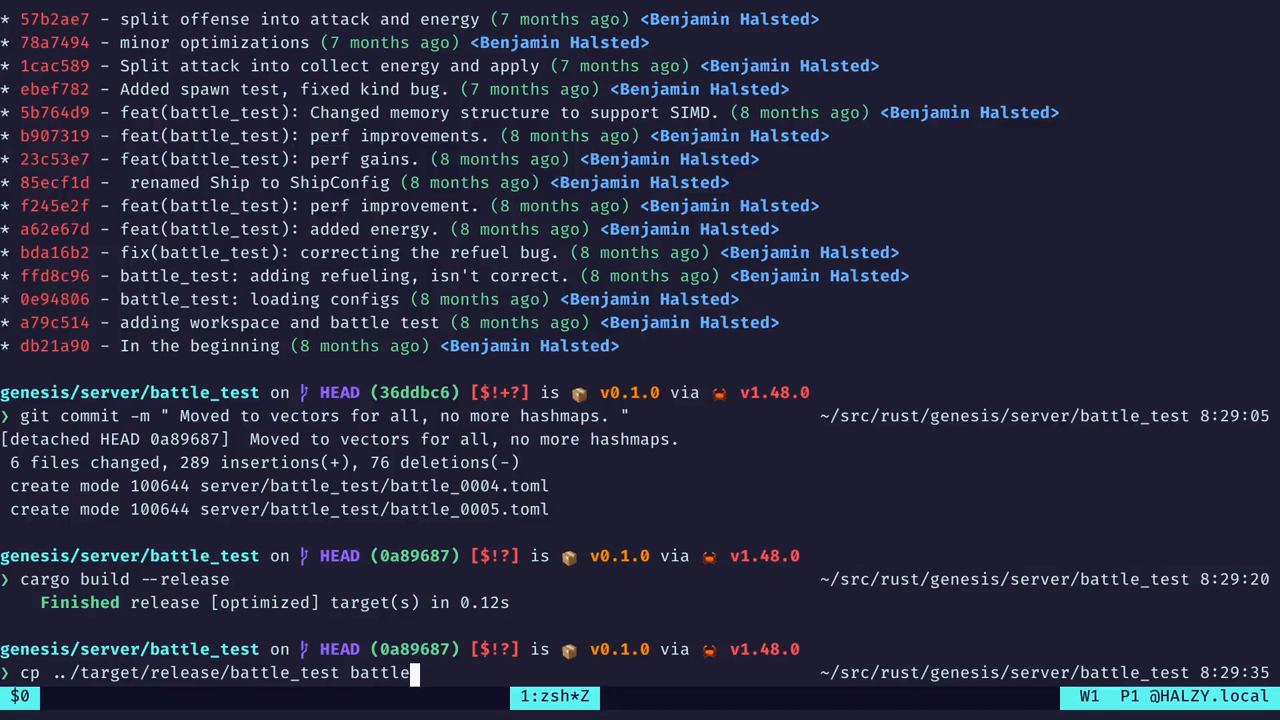 * 57b2ae7 - split offense into attack and energy (7 months ago) <Benjamin Halsted>
* 78a7494 - minor optimizations (7 months ago) <Benjamin Halsted>
* 1cac589 - Split attack into collect energy and apply (7 months ago) <Benjamin Halsted>
* ebef782 - Added spawn test, fixed kind bug. (7 months ago) <Benjamin Halsted>
* 5b764d9 - feat(battle_test): Changed memory structure to support SIMD. (8 months ago) <Benjamin Halsted>
* b907319 - feat(battle_test): perf improvements. (8 months ago) <Benjamin Halsted>
* 23c53e7 - feat(battle_test): perf gains. (8 months ago) <Benjamin Halsted>
* 85ecf1d -  renamed Ship to ShipConfig (8 months ago) <Benjamin Halsted>
* f245e2f - feat(battle_test): perf improvement. (8 months ago) <Benjamin Halsted>
* a62e67d - feat(battle_test): added energy. (8 months ago) <Benjamin Halsted>
* bda16b2 - fix(battle_test): correcting the refuel bug. (8 months ago) <Benjamin Halsted>
* ffd8c96 - battle_test: adding refueling, isn't correct. (8 months ago) <Benjamin Halsted>
* 0e94806 - battle_test: loading configs (8 months ago) <Benjamin Halsted>
* a79c514 - adding workspace and battle test (8 months ago) <Benjamin Halsted>
* db21a90 - In the beginning (8 months ago) <Benjamin Halsted>
genesis/server/battle_test on HEAD (36ddbc6) [$!+?] is 📦 v0.1.0 via 🦀 v1.48.0
❯ git commit -m " Moved to vectors for all, no more hashmaps. " ~/src/rust/genesis/server/battle_test 8:29:05
[detached HEAD 0a89687]  Moved to vectors for all, no more hashmaps.
6 files changed, 289 insertions(+), 76 deletions(-)
create mode 100644 server/battle_test/battle_0004.toml
create mode 100644 server/battle_test/battle_0005.toml
genesis/server/battle_test on HEAD (0a89687) [$!?] is 📦 v0.1.0 via 🦀 v1.48.0
❯ cargo build --release ~/src/rust/genesis/server/battle_test 8:29:20
Finished release [optimized] target(s) in 0.12s
genesis/server/battle_test on HEAD (0a89687) [$!?] is 📦 v0.1.0 via 🦀 v1.48.0
❯ cp ../target/release/battle_test battle ~/src/rust/genesis/server/battle_test 8:29:35
$0 1:zsh*Z W1 P1 @HALZY.local